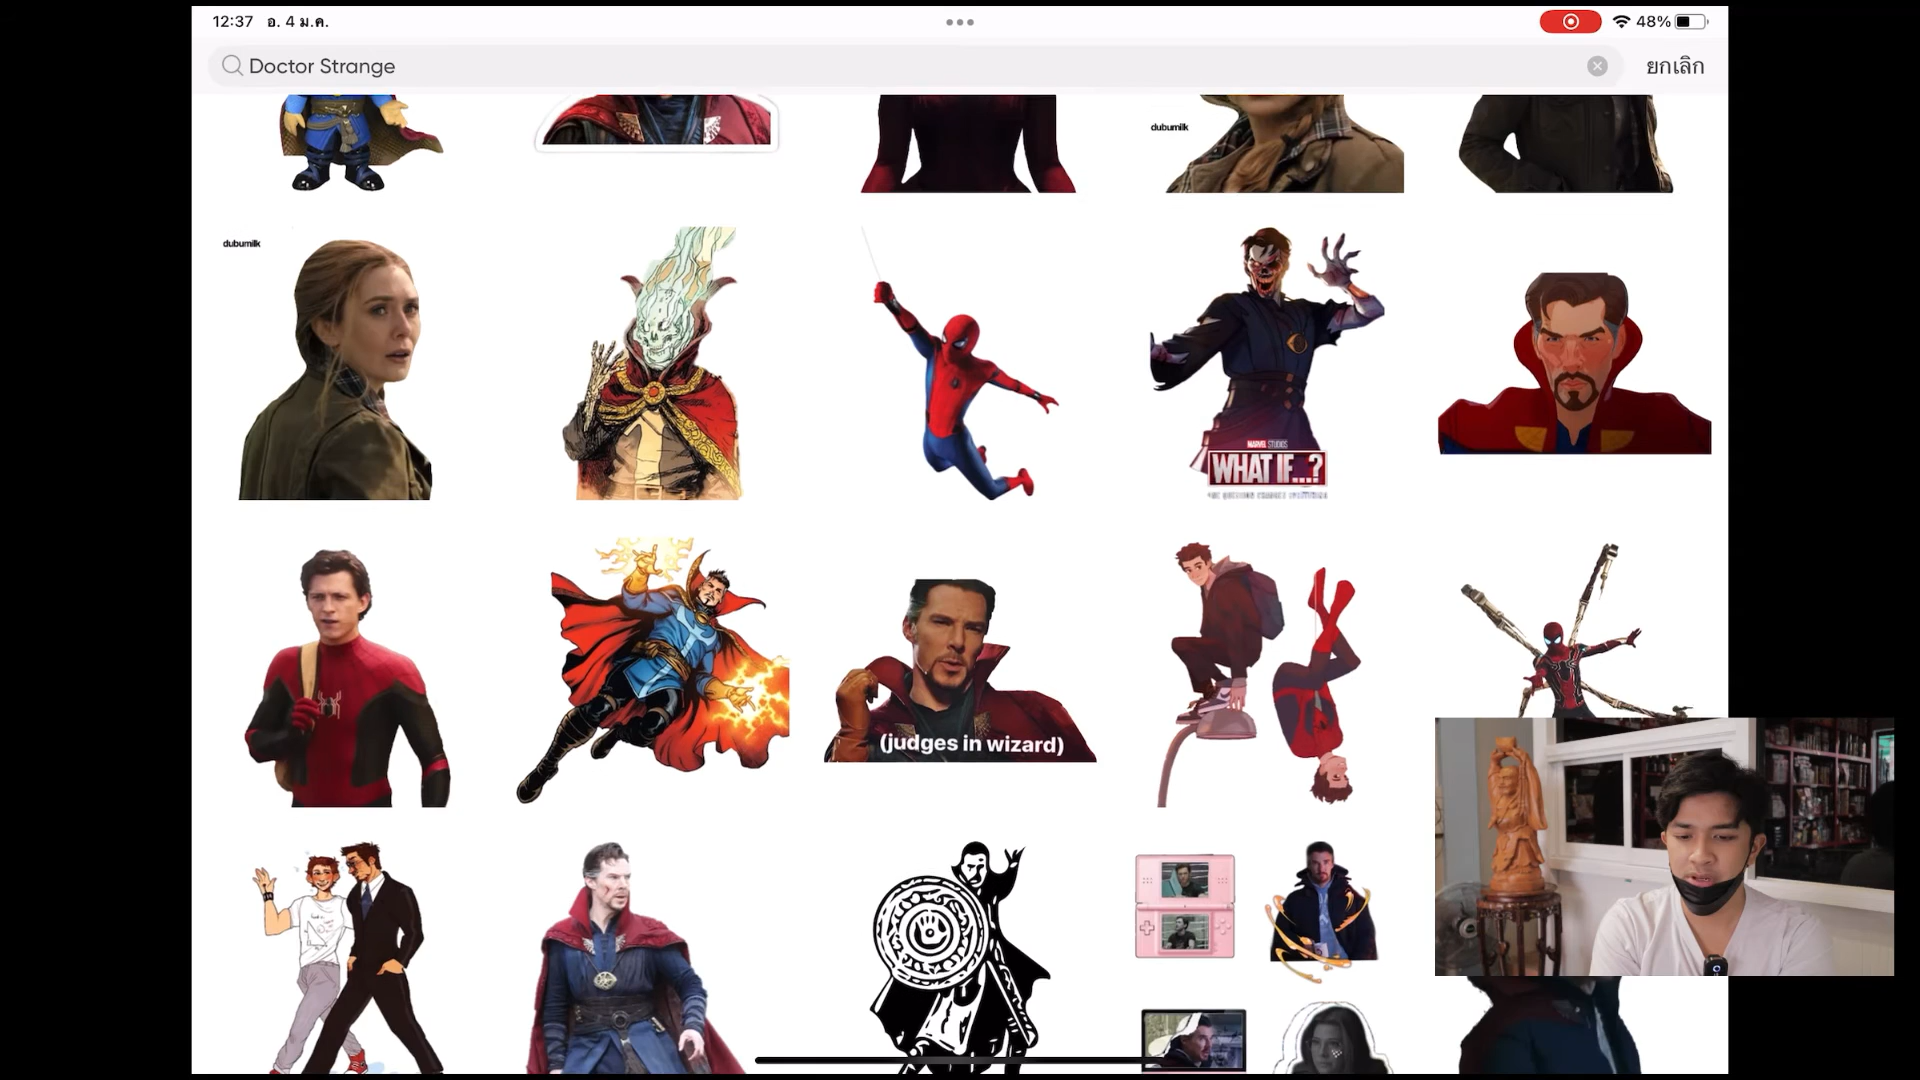 12:37 อ. 4 ม.ค.
48%
Doctor Strange
ยกเลิก
dubumilk
dubumilk
MARVEL STUDIOS
WHAT IF...?
(judges in wizard)